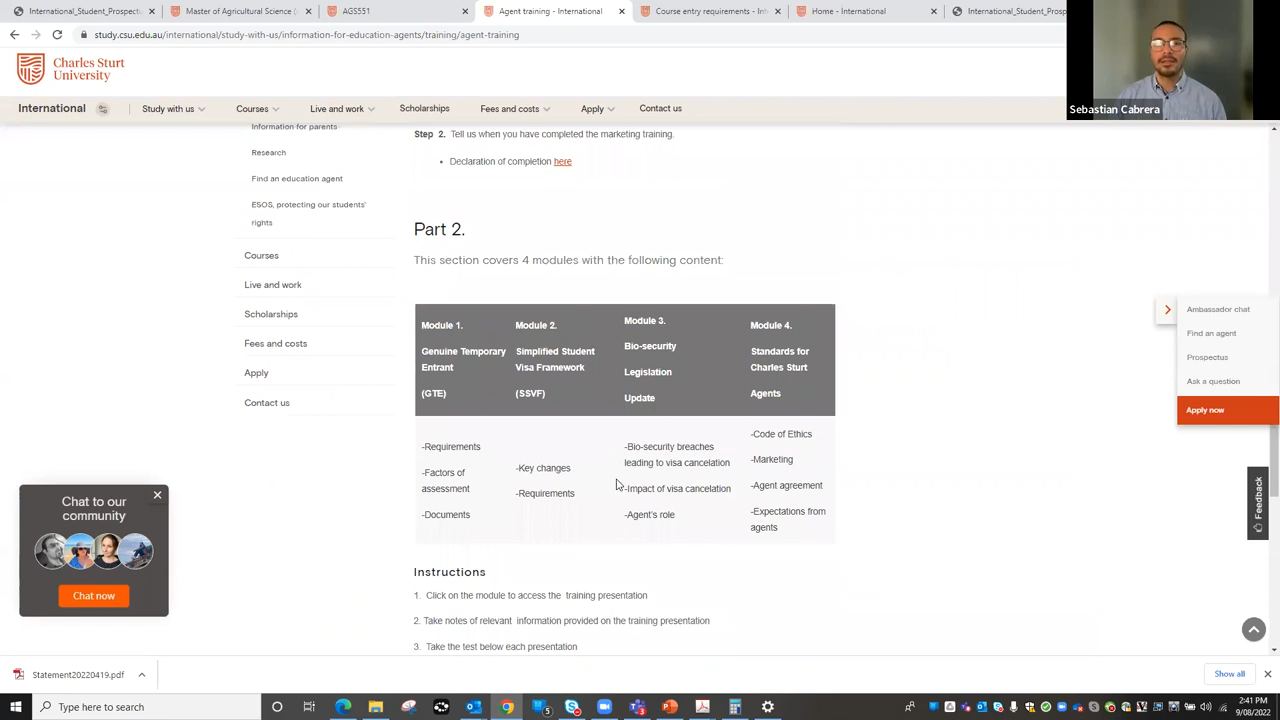 International_Student_Prosp
Master of Agricultural Science (
AGS551
Agent training - International
Course entry requirements - Int
Home - International
International_Student_Prosp
study.csu.edu.au/international/study-with-us/information-for-education-agents/training/agent-training
Sebastian Cabrera
Charles Sturt
University
International
Study with us
Courses
Live and work
Scholarships
Fees and costs
Apply
Contact us
Information for parents
Research
Find an education agent
ESOS, protecting our students'
rights
Courses
Live and work
Scholarships
Fees and costs
Apply
Contact us
Step 2. Tell us when you have completed the marketing training.
• Declaration of completion here
Part 2.
This section covers 4 modules with the following content:
Module 1.
Genuine Temporary
Entrant
(GTE)
Module 2.
Simplified Student
Visa Framework
(SSVF)
Module 3.
Bio-security
Legislation
Update
Module 4.
Standards for
Charles Sturt
Agents
-Requirements
-Factors of
assessment
-Documents
-Key changes
-Requirements
-Bio-security breaches
leading to visa cancelation
-Impact of visa cancelation
-Agent's role
-Code of Ethics
-Marketing
-Agent agreement
-Expectations from
agents
Instructions
1. Click on the module to access the training presentation
2. Take notes of relevant information provided on the training presentation
3. Take the test below each presentation
Ambassador chat
Find an agent
Prospectus
Ask a question
Apply now
Feedback
Chat to our
community
Chat now
Statement20220419.pdf
Show all
Type here to search
5
2:41 PM
9/08/2022